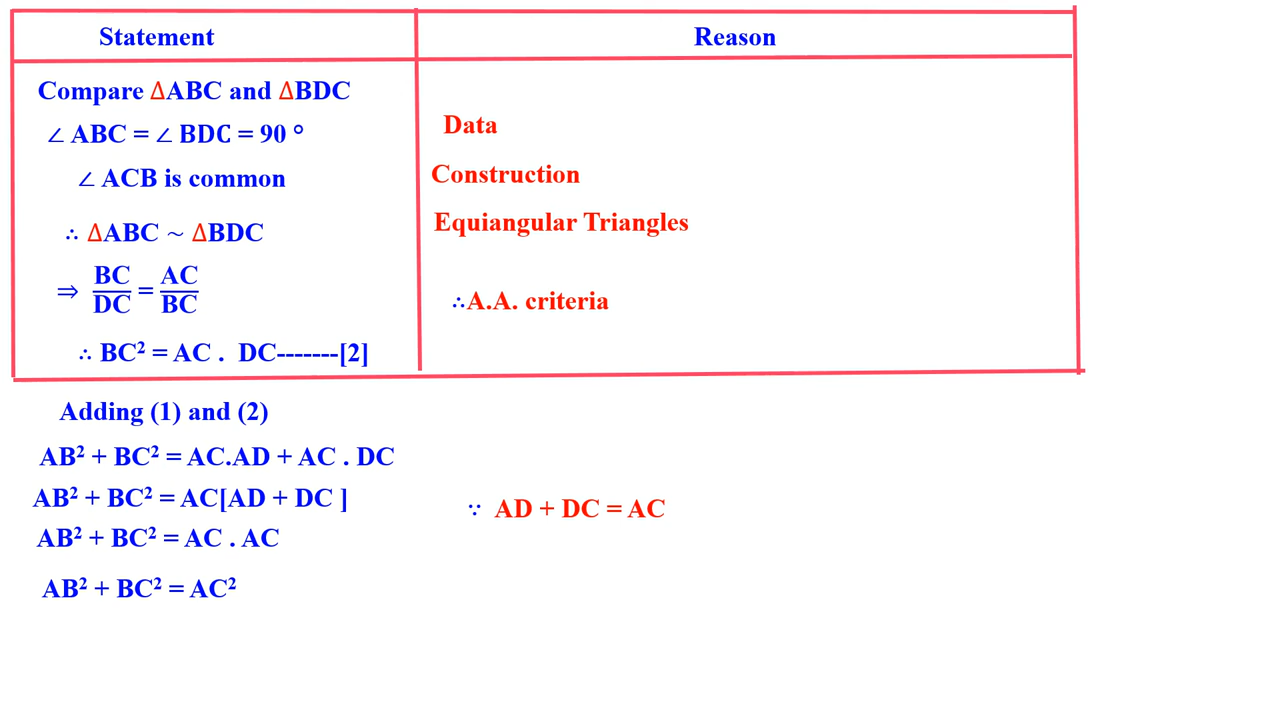 Statement
Reason
Compare ΔABC and ΔBDC
∠ ABC = ∠ BDC = 90 °
Data
∠ ACB is common
Construction
∴ ΔABC ~ ΔBDC
Equiangular Triangles
⇒ BC/DC = AC/BC
∴A.A. criteria
∴ BC² = AC . DC-------[2]
Adding (1) and (2)
AB² + BC² = AC.AD + AC . DC
AB² + BC² = AC[AD + DC ]
∵ AD + DC = AC
AB² + BC² = AC . AC
AB² + BC² = AC²